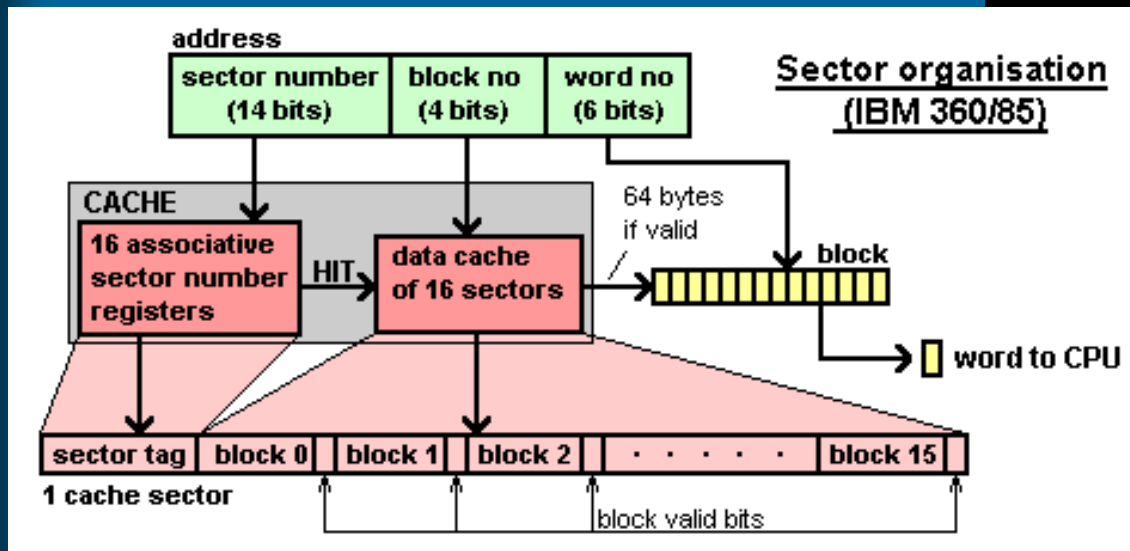 address
sector number
(14 bits)
block no
(4 bits)
word no
(6 bits)
Sector organisation
(IBM 360/85)
CACHE
16 associative
sector number
registers
HIT
data cache
of 16 sectors
64 bytes
if valid
block
word to CPU
sector tag
block 0
block 1
block 2
. . . . .
block 15
1 cache sector
block valid bits